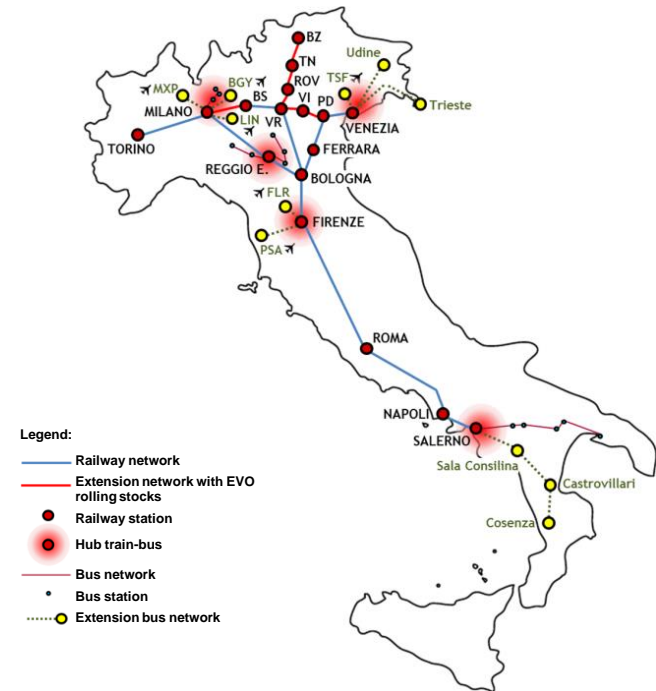 BZ
Udine
TN
TSF
BGY
MXP
ROV
BS
VI
PD
MILANO
VR
VENEZIA
Trieste
LIN
TORINO
FERRARA
REGGIO E.
BOLOGNA
FLR
FIRENZE
PSA
ROMA
NAPOLI
SALERNO
Sala Consilina
Castrovillari
Cosenza
Legend:
Railway network
Extension network with EVO
rolling stocks
Railway station
Hub train-bus
Bus network
Bus station
Extension bus network